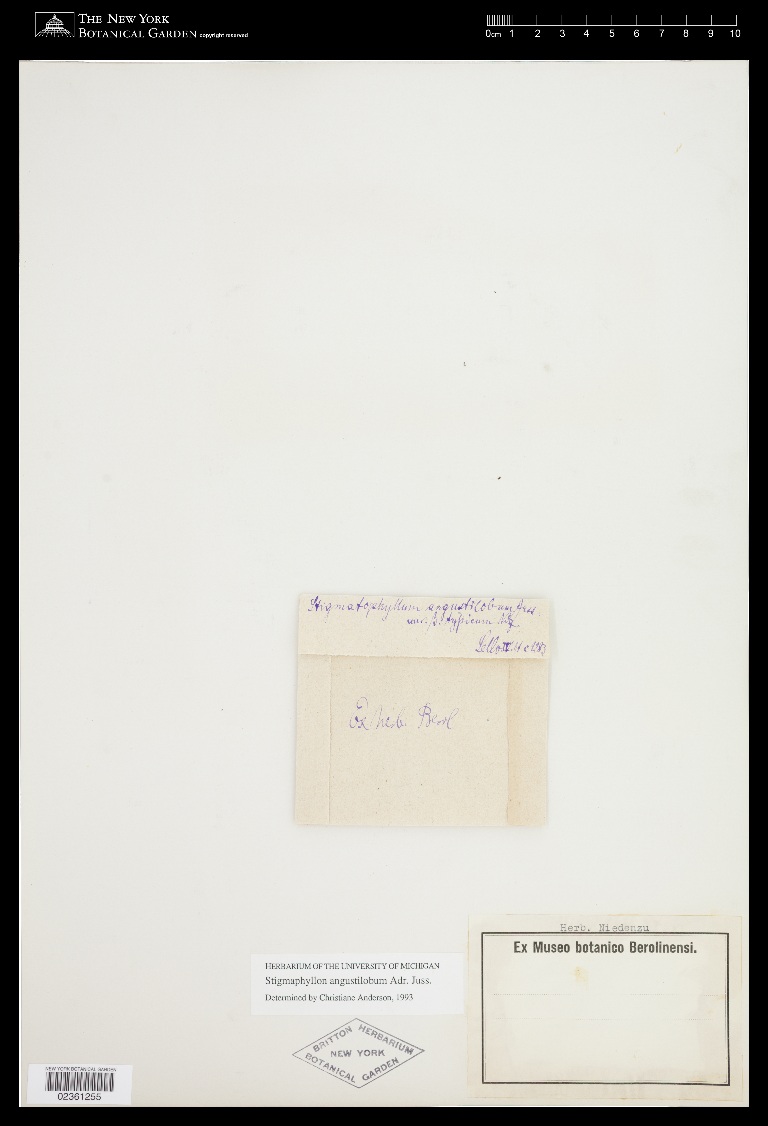 THE NEW YORK
BOTANICAL GARDEN copyright reserved
0cm 1 2 3 4 5 6 7 8 9 10
Stigmatophyllum angustilobum Juss.
var. β. typicum Ndz
Sello
Ex herb. Berol
Herb. Niedenzu
Ex Museo botanico Berolinensi.
HERBARIUM OF THE UNIVERSITY OF MICHIGAN
Stigmaphyllon angustilobum Adr. Juss.
Determined by Christiane Anderson, 1993
BRITTON HERBARIUM
NEW YORK
BOTANICAL GARDEN
NEW YORK BOTANICAL GARDEN
02361255